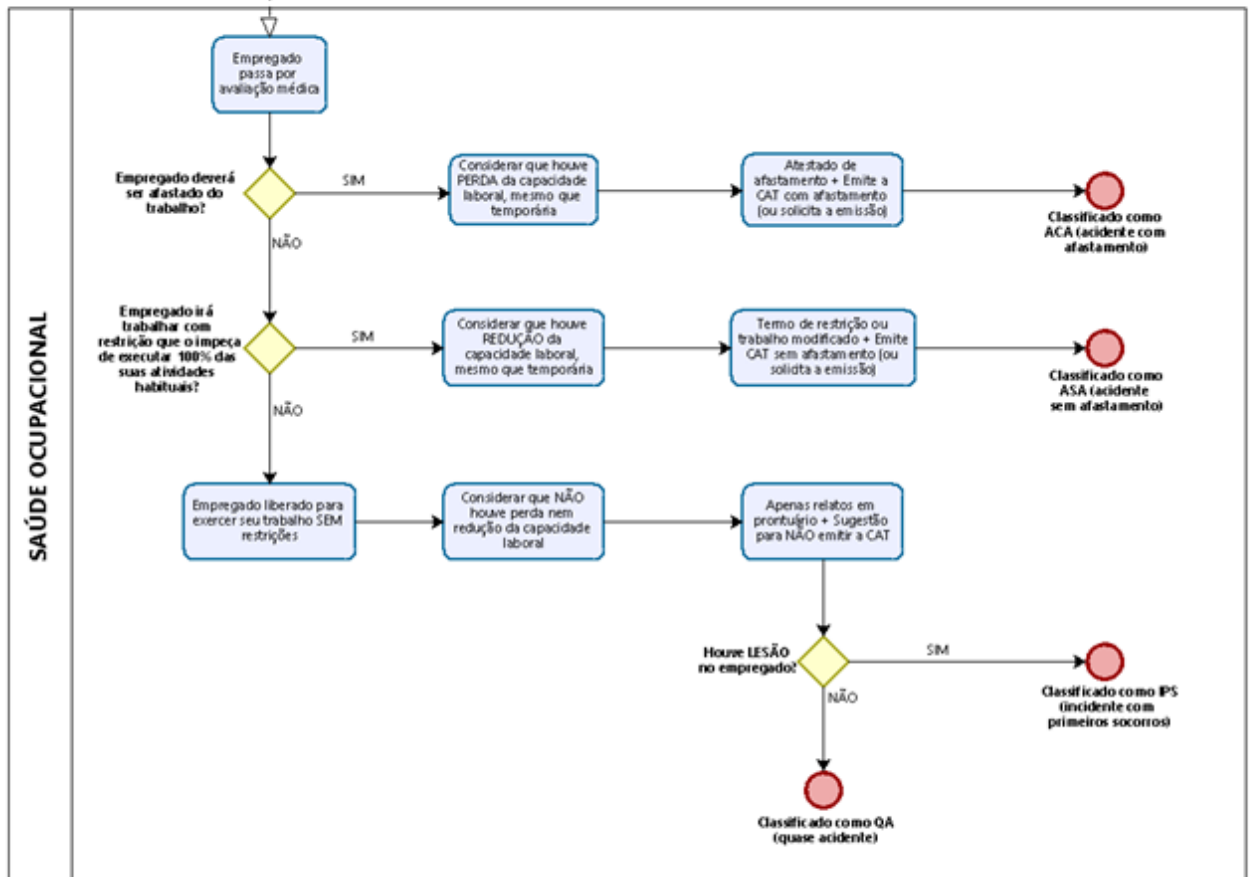 SAÚDE OCUPACIONAL
Empregado
passa por
avaliação médica
Empregado deverá
ser afastado do
trabalho?
SIM
Considerar que houve
PERDA da capacidade
laboral, mesmo que
temporária
Atestado de
afastamento + Emite a
CAT com afastamento
(ou solicita a emissão)
Classificado como
ACA (acidente com
afastamento)
NÃO
Empregado irá
trabalhar com
restrição que o impeça
de executar 100% das
suas atividades
habituais?
SIM
Considerar que houve
REDUÇÃO da
capacidade laboral,
mesmo que temporária
Termo de restrição ou
trabalho modificado + Emite
CAT sem afastamento (ou
solicita a emissão)
Classificado como
ASA (acidente
sem afastamento)
NÃO
Empregado liberado para
exercer seu trabalho SEM
restrições
Considerar que NÃO
houve perda nem
redução da capacidade
laboral
Apenas relatos em
prontuário + Sugestão
para NÃO emitir a CAT
Houve LESÃO
no empregado?
SIM
Classificado como IPS
(incidente com
primeiros socorros)
NÃO
Classificado como QA
(quase acidente)